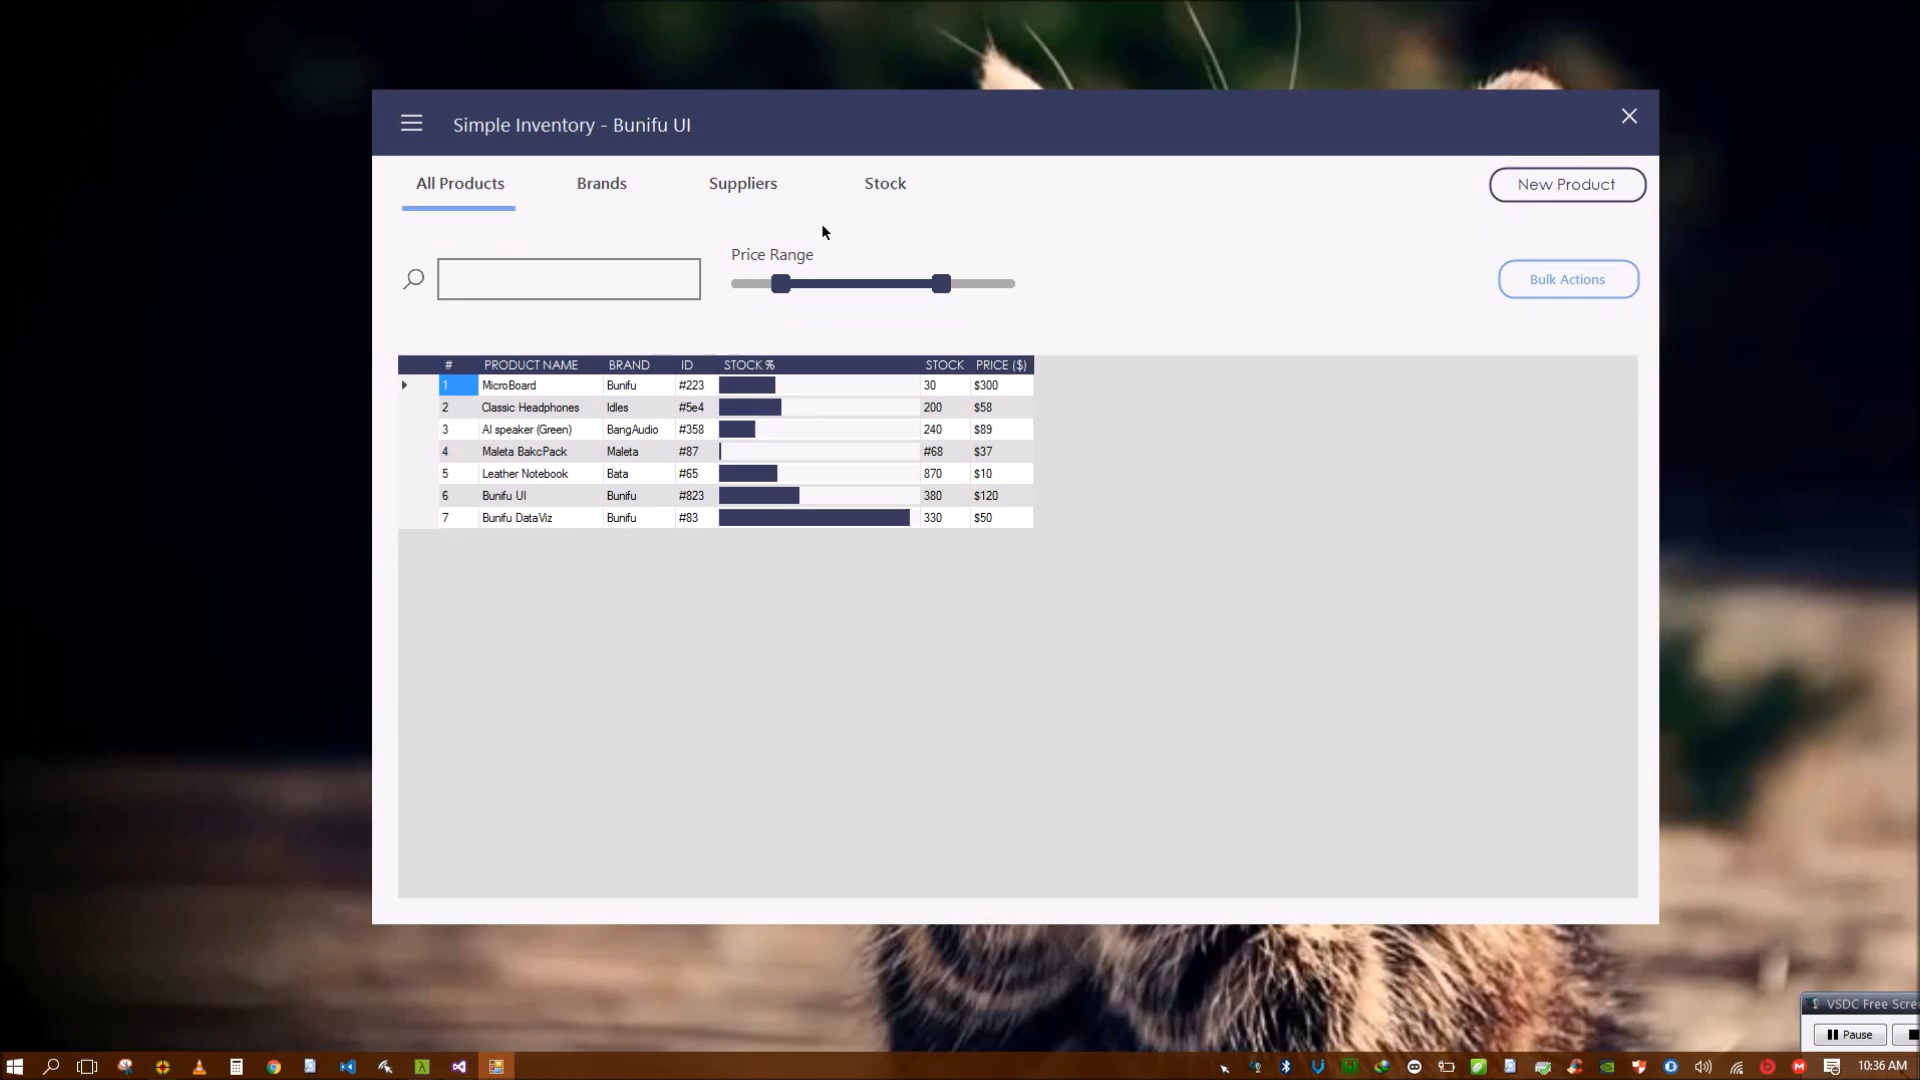 Simple Inventory - Bunifu UI
All Products Brands Suppliers Stock New Product
Price Range
Bulk Actions
# PRODUCT NAME BRAND ID STOCK % STOCK PRICE ($)
1 MicroBoard Bunifu #223 30 $300
2 Classic Headphones Idles #5e4 200 $58
3 AI speaker (Green) BangAudio #358 240 $89
4 Maleta BakcPack Maleta #87 #68 $37
5 Leather Notebook Bata #65 870 $10
6 Bunifu UI Bunifu #823 380 $120
7 Bunifu DataViz Bunifu #83 330 $50
VSDC Free Scre
Pause
10:36 AM